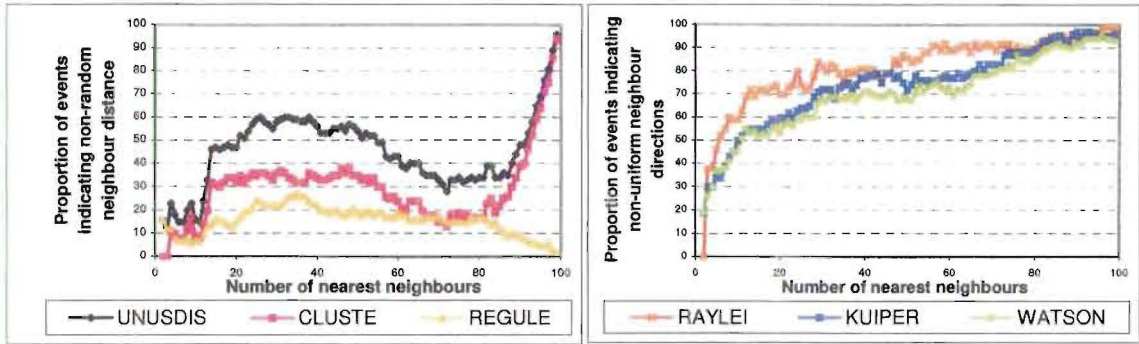 Proportion of events
indicating non-random
neighbour distance
100
90
80
70
60
50
40
30
20
10
0
0 20 40 60 80 100
Number of nearest neighbours
UNUSDIS CLUSTE REGULE
Proportion of events indicating
non-uniform neighbour
directions
100
90
80
70
60
50
40
30
20
10
0
0 20 40 60 80 100
Number of nearest neighbours
RAYLEI KUIPER WATSON